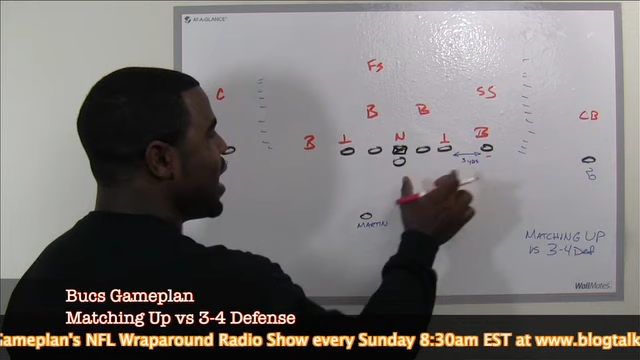 AT-A-GLANCE
FS
C
SS
B
B
CB
B
T
N
T
B
3-YDS
MARTIN
MATCHING UP
VS 3-4 Def
WallMates
Bucs Gameplan
Matching Up vs 3-4 Defense
Gameplan's NFL Wraparound Radio Show every Sunday 8:30am EST at www.blogtalk